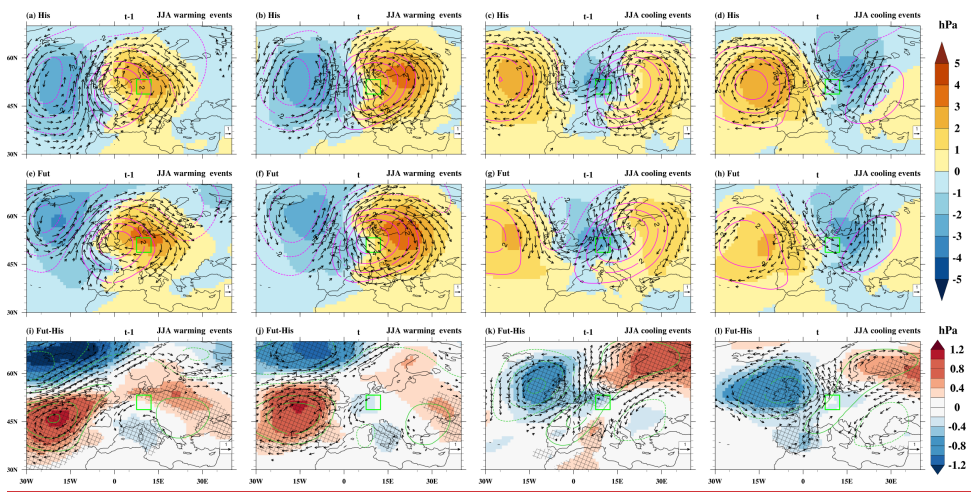 (a) His t-1 JJA warming events (b) His t JJA warming events (c) His t-1 JJA cooling events (d) His t JJA cooling events
hPa
60N
45N
30N
5
4
3
2
1
0
-1
-2
-3
-4
-5
(e) Fut t-1 JJA warming events (f) Fut t JJA warming events (g) Fut t-1 JJA cooling events (h) Fut t JJA cooling events
60N
45N
30N
(i) Fut-His t-1 JJA warming events (j) Fut-His t JJA warming events (k) Fut-His t-1 JJA cooling events (l) Fut-His t JJA cooling events
hPa
60N
45N
30N
1.2
0.8
0.4
0
-0.4
-0.8
-1.2
30W 15W 0 15E 30E 30W 15W 0 15E 30E 30W 15W 0 15E 30E 30W 15W 0 15E 30E